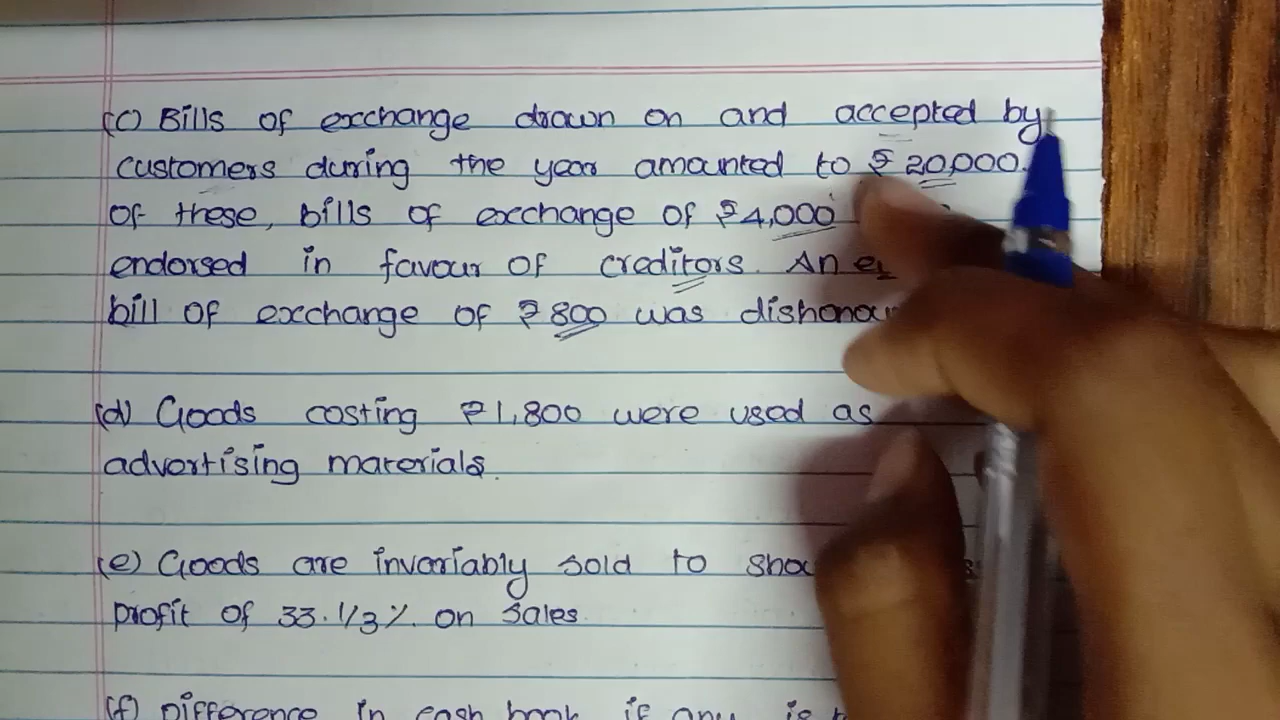 (c) Bills of exchange drawn on and accepted by
customers during the year amounted to ₹20,000.
Of these, bills of exchange of ₹4,000
endorsed in favour of creditors. An
bill of exchange of ₹800 was
(d) Goods costing ₹1,800 were used as
advertising materials.
(e) Goods are invariably sold to
profit of 33.1/3%. on sales
(f) Difference in cash book, if any, is